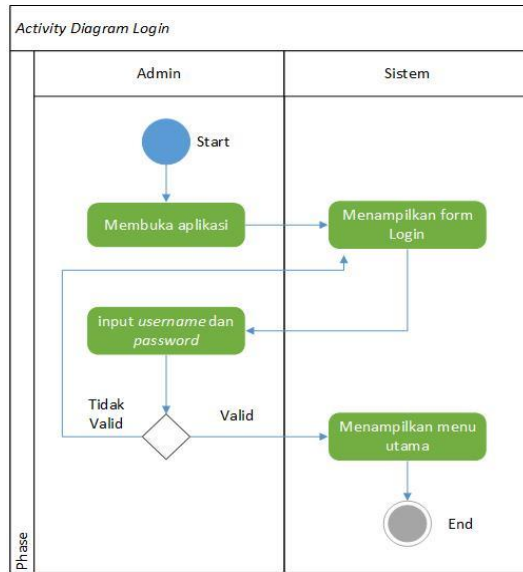 Activity Diagram Login
Admin
Sistem
Start
Membuka aplikasi
Menampilkan form
Login
input username dan
password
Tidak
Valid
Valid
Menampilkan menu
utama
End
Phase